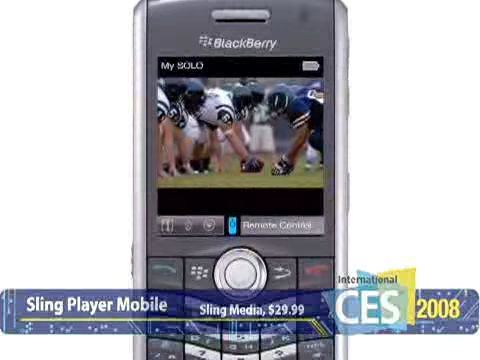 BlackBerry
My SOLO
Remote Control
International
CES 2008
Sling Player Mobile
Sling Media, $29.99